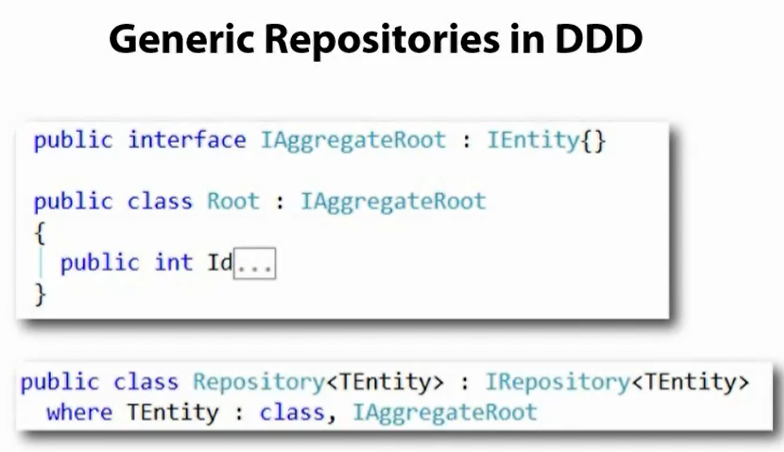 Generic Repositories in DDD
public interface IAggregateRoot : IEntity{}
public class Root : IAggregateRoot
{
public int Id...
}
public class Repository<TEntity> : IRepository<TEntity>
where TEntity : class, IAggregateRoot